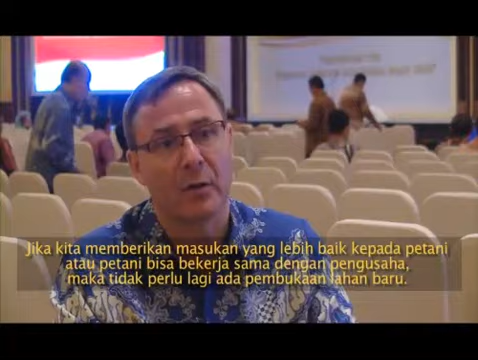 Jika kita memberikan masukan yang lebih baik kepada petani
atau petani bisa bekerja sama dengan pengusaha,
maka tidak perlu lagi ada pembukaan lahan baru.